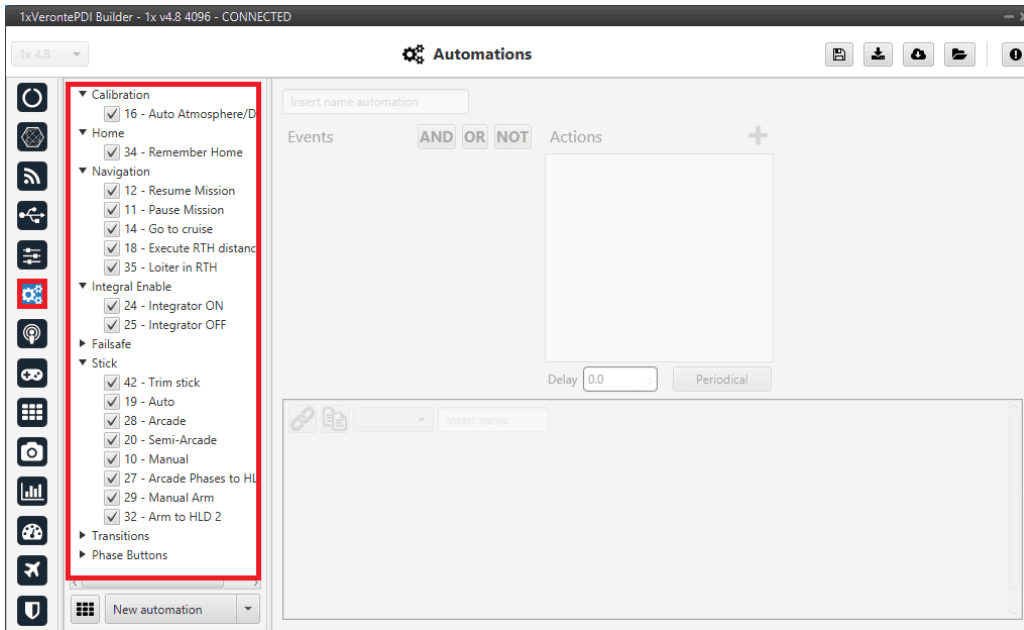 1xVerontePDI Builder - 1x v4.8 4096 - CONNECTED
1x 4.8
Automations
Calibration
16 - Auto Atmosphere/D
Home
34 - Remember Home
Navigation
12 - Resume Mission
11 - Pause Mission
14 - Go to cruise
18 - Execute RTH distanc
35 - Loiter in RTH
Integral Enable
24 - Integrator ON
25 - Integrator OFF
Failsafe
Stick
42 - Trim stick
19 - Auto
28 - Arcade
20 - Semi-Arcade
10 - Manual
27 - Arcade Phases to HL
29 - Manual Arm
32 - Arm to HLD 2
Transitions
Phase Buttons
New automation
Insert name automation
Events AND OR NOT Actions
Delay 0.0 s Periodical
Insert name